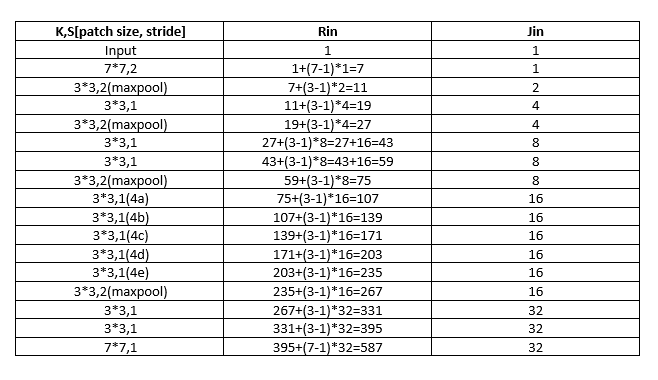 K,S[patch size, stride] Rin Jin
Input 1 1
7*7,2 1+(7-1)*1=7 1
3*3,2(maxpool) 7+(3-1)*2=11 2
3*3,1 11+(3-1)*4=19 4
3*3,2(maxpool) 19+(3-1)*4=27 4
3*3,1 27+(3-1)*8=27+16=43 8
3*3,1 43+(3-1)*8=43+16=59 8
3*3,2(maxpool) 59+(3-1)*8=75 8
3*3,1(4a) 75+(3-1)*16=107 16
3*3,1(4b) 107+(3-1)*16=139 16
3*3,1(4c) 139+(3-1)*16=171 16
3*3,1(4d) 171+(3-1)*16=203 16
3*3,1(4e) 203+(3-1)*16=235 16
3*3,2(maxpool) 235+(3-1)*16=267 16
3*3,1 267+(3-1)*32=331 32
3*3,1 331+(3-1)*32=395 32
7*7,1 395+(7-1)*32=587 32